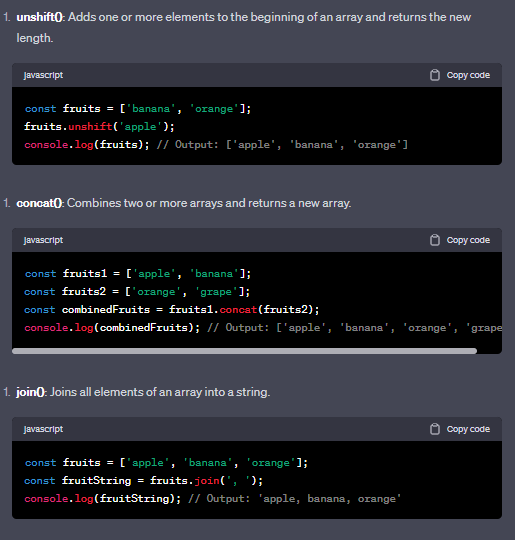 1. unshift(): Adds one or more elements to the beginning of an array and returns the new
length.
javascript Copy code
const fruits = ['banana', 'orange'];
fruits.unshift('apple');
console.log(fruits); // Output: ['apple', 'banana', 'orange']
1. concat(): Combines two or more arrays and returns a new array.
javascript Copy code
const fruits1 = ['apple', 'banana'];
const fruits2 = ['orange', 'grape'];
const combinedFruits = fruits1.concat(fruits2);
console.log(combinedFruits); // Output: ['apple', 'banana', 'orange', 'grape
1. join(): Joins all elements of an array into a string.
javascript Copy code
const fruits = ['apple', 'banana', 'orange'];
const fruitString = fruits.join(', ');
console.log(fruitString); // Output: 'apple, banana, orange'